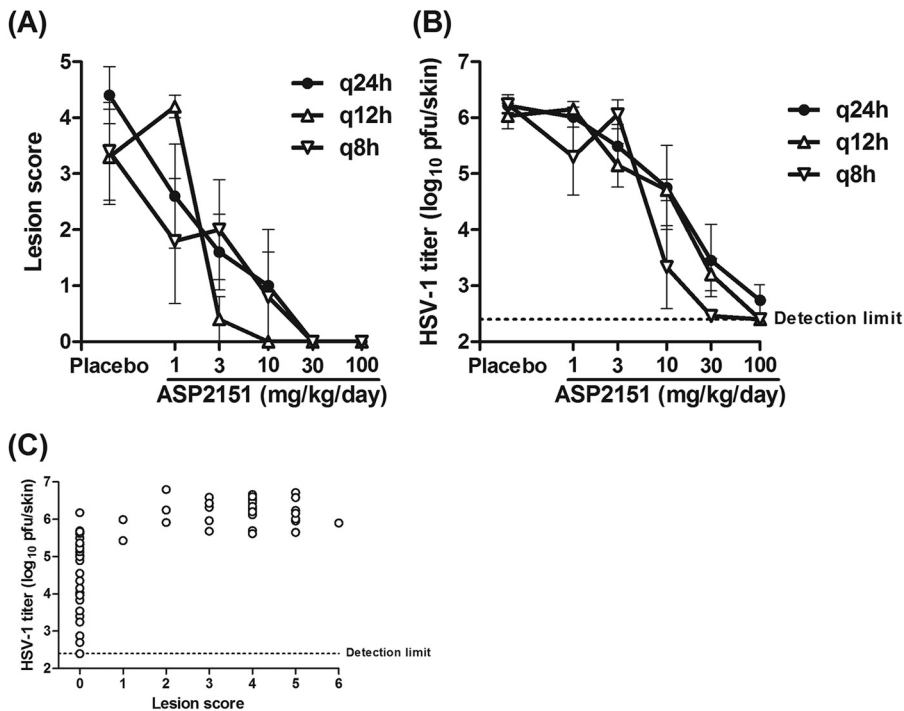 (A)
5
4
3
2
1
0
Lesion score
q24h
q12h
q8h
Placebo 1 3 10 30 100
ASP2151 (mg/kg/day)
(B)
7
6
5
4
3
2
HSV-1 titer (log10 pfu/skin)
q24h
q12h
q8h
Detection limit
Placebo 1 3 10 30 100
ASP2151 (mg/kg/day)
(C)
7
6
5
4
3
2
HSV-1 titer (log10 pfu/skin)
Detection limit
0 1 2 3 4 5 6
Lesion score